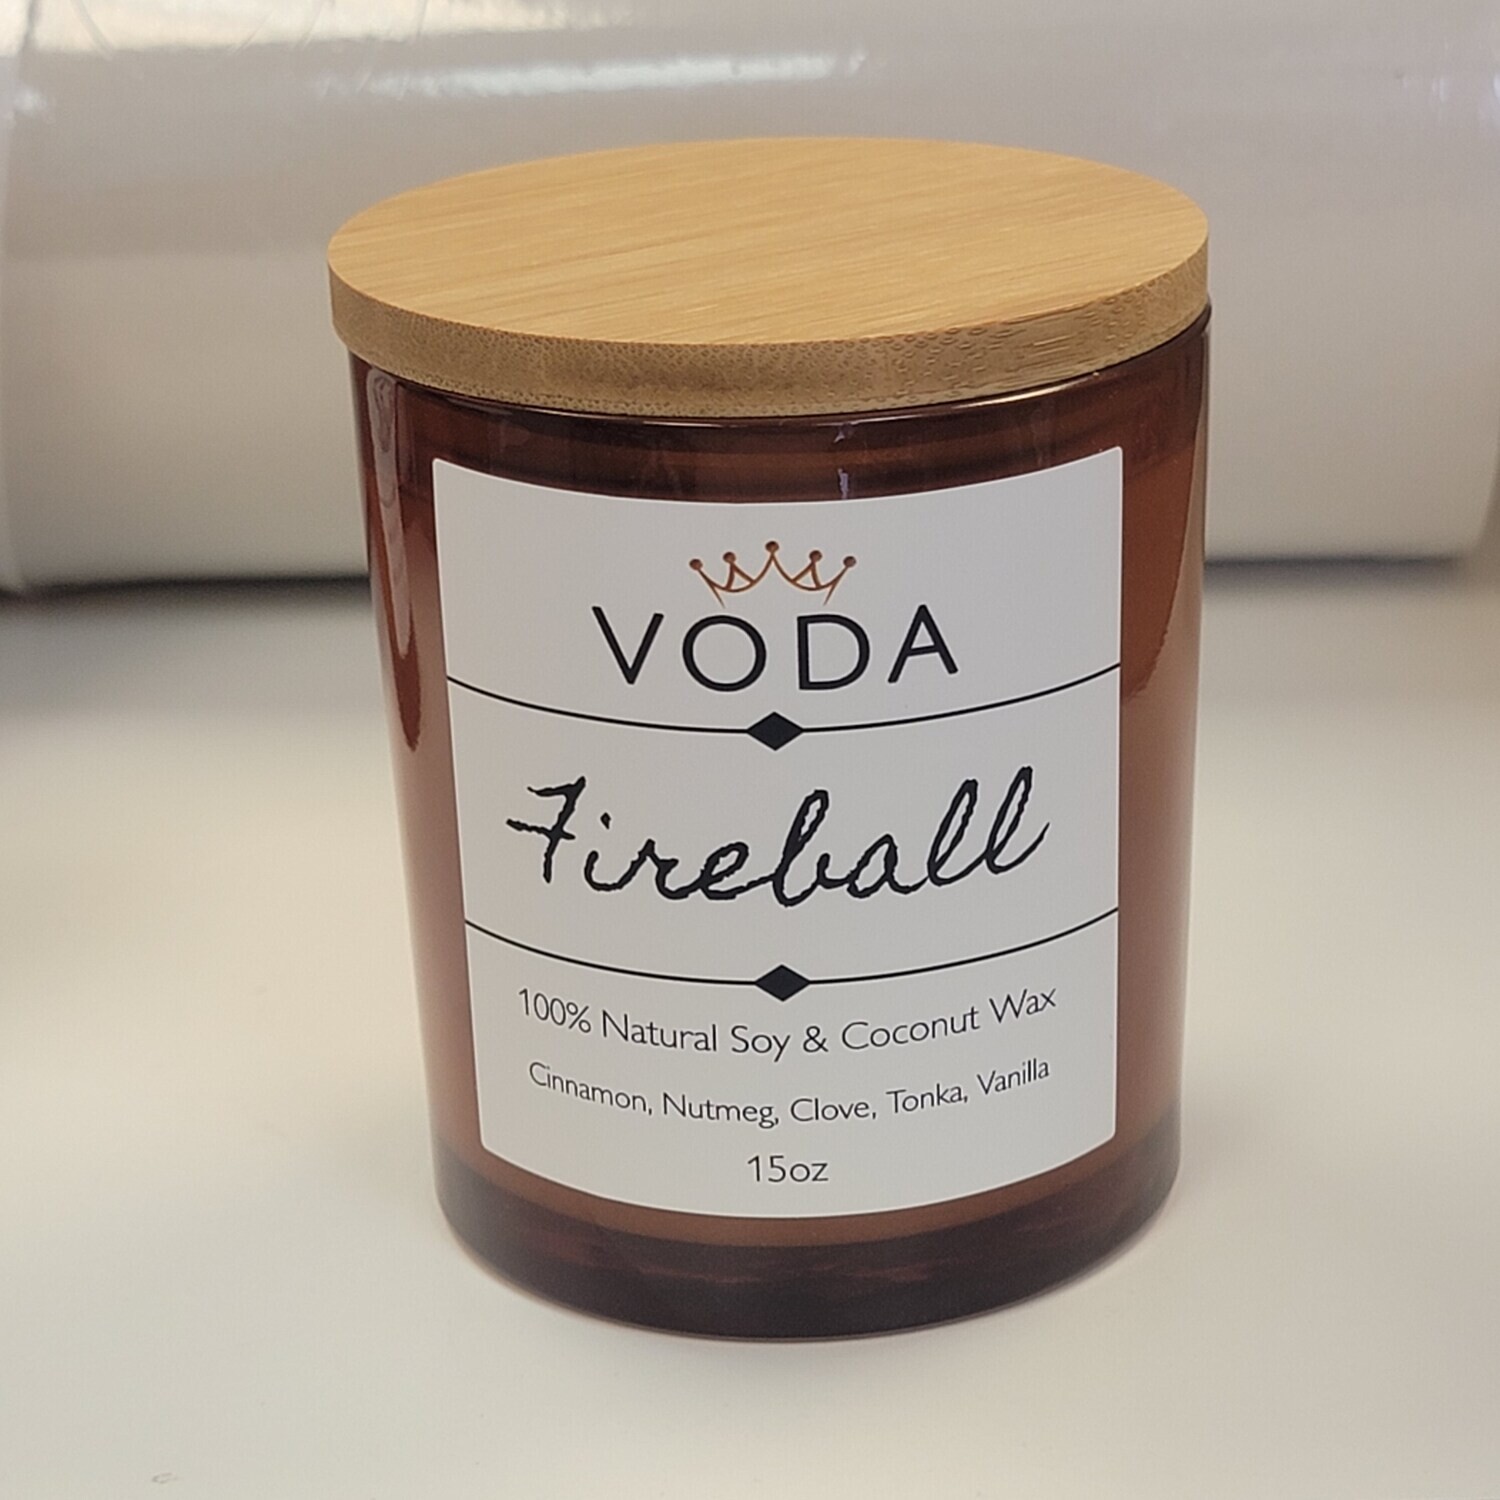 VODA
Fireball
100% Natural Soy & Coconut Wax
Cinnamon, Nutmeg, Clove, Tonka, Vanilla
15oz